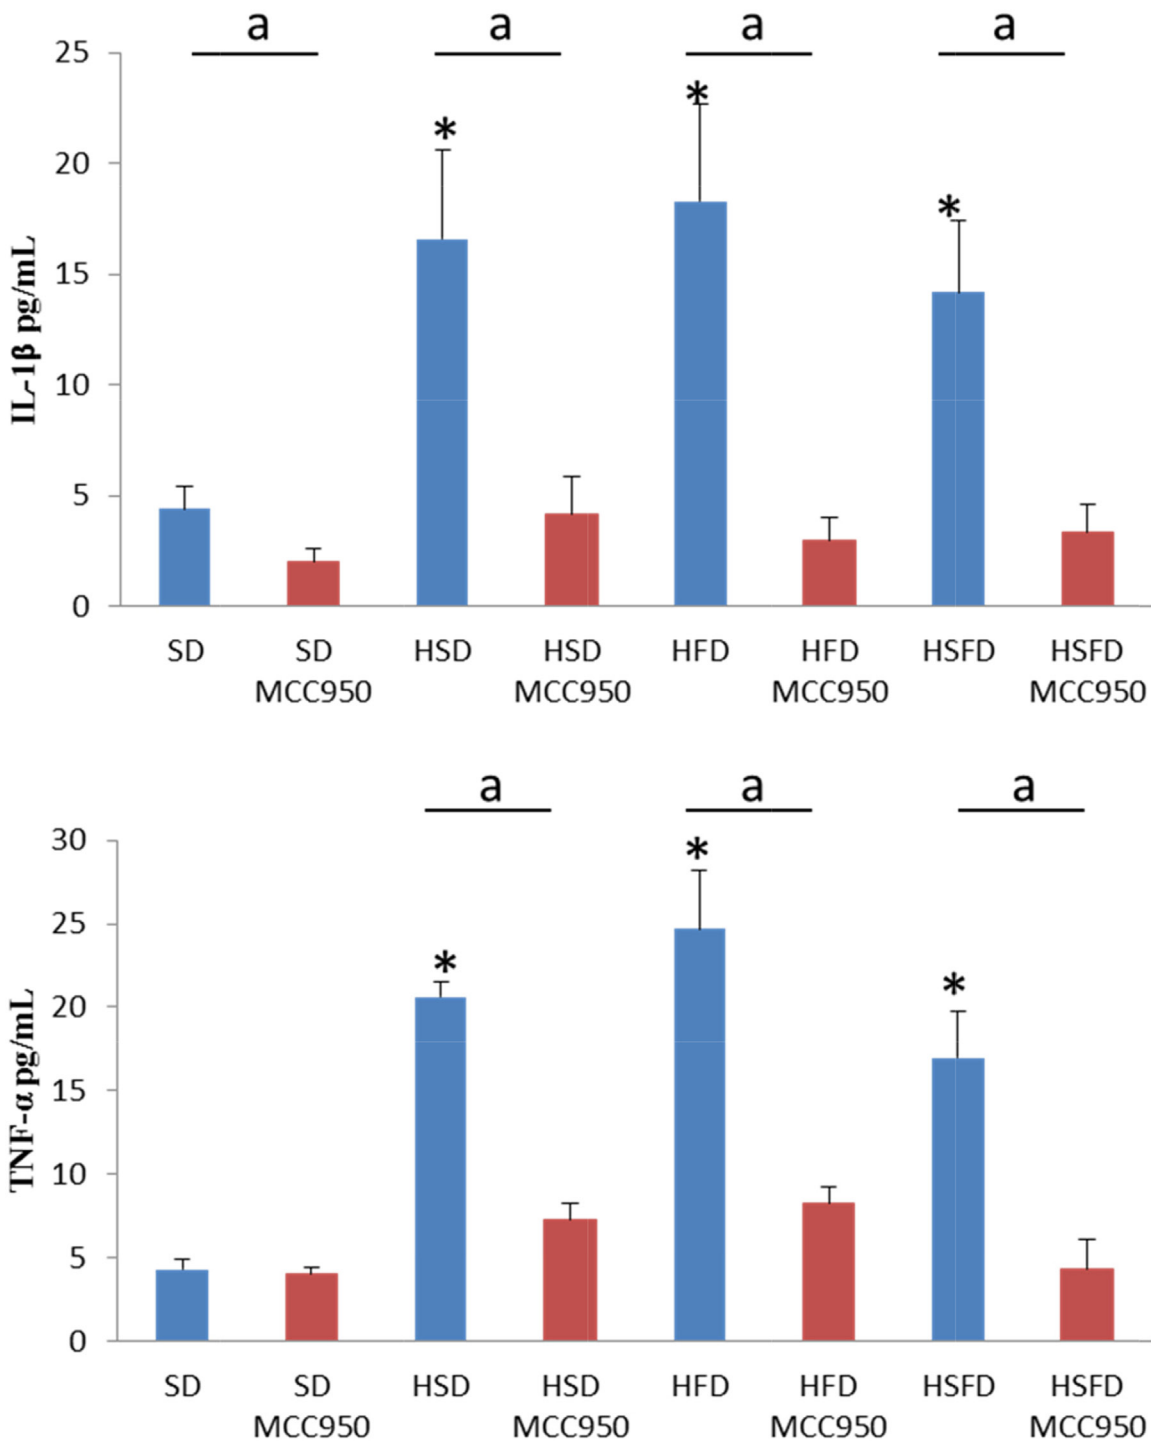 a a a a
25
20
15
10
5
0
IL-1β pg/mL
* * *
SD SD HSD HSD HFD HFD HSFD HSFD
MCC950 MCC950 MCC950 MCC950
a a a
30
25
20
15
10
5
0
TNF-α pg/mL
* * *
SD SD HSD HSD HFD HFD HSFD HSFD
MCC950 MCC950 MCC950 MCC950